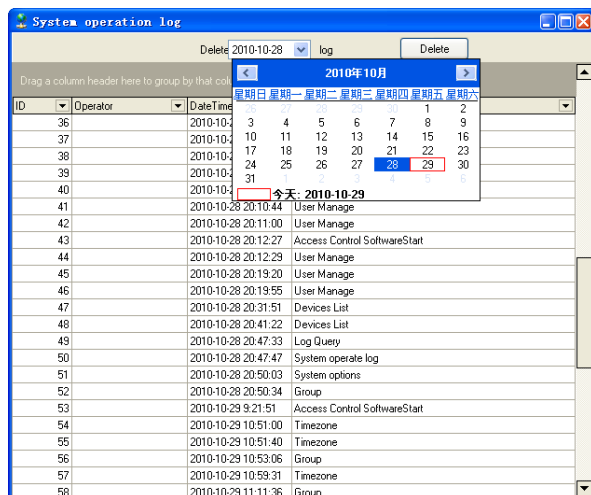 System operation log
Delete 2010-10-28 log Delete
Drag a column header here to group by that
2010年10月
星期日 星期一 星期二 星期三 星期四 星期五 星期六
26 27 28 29 30 1 2
3 4 5 6 7 8 9
10 11 12 13 14 15 16
17 18 19 20 21 22 23
24 25 26 27 28 29 30
31 1 2 3 4 5 6
今天: 2010-10-29
ID Operator DateTime
36 2010-10-
37 2010-10-
38 2010-10-
39 2010-10-
40 2010-10-
41 2010-10-28 20:10:44 User Manage
42 2010-10-28 20:11:00 User Manage
43 2010-10-28 20:12:27 Access Control SoftwareStart
44 2010-10-28 20:12:29 User Manage
45 2010-10-28 20:19:20 User Manage
46 2010-10-28 20:19:55 User Manage
47 2010-10-28 20:31:51 Devices List
48 2010-10-28 20:41:22 Devices List
49 2010-10-28 20:47:33 Log Query
50 2010-10-28 20:47:47 System operate log
51 2010-10-28 20:50:03 System options
52 2010-10-28 20:50:34 Group
53 2010-10-29 9:21:51 Access Control SoftwareStart
54 2010-10-29 10:51:00 Timezone
55 2010-10-29 10:51:40 Timezone
56 2010-10-29 10:53:06 Group
57 2010-10-29 10:59:31 Timezone
58 2010-10-29 11:11:36 Group